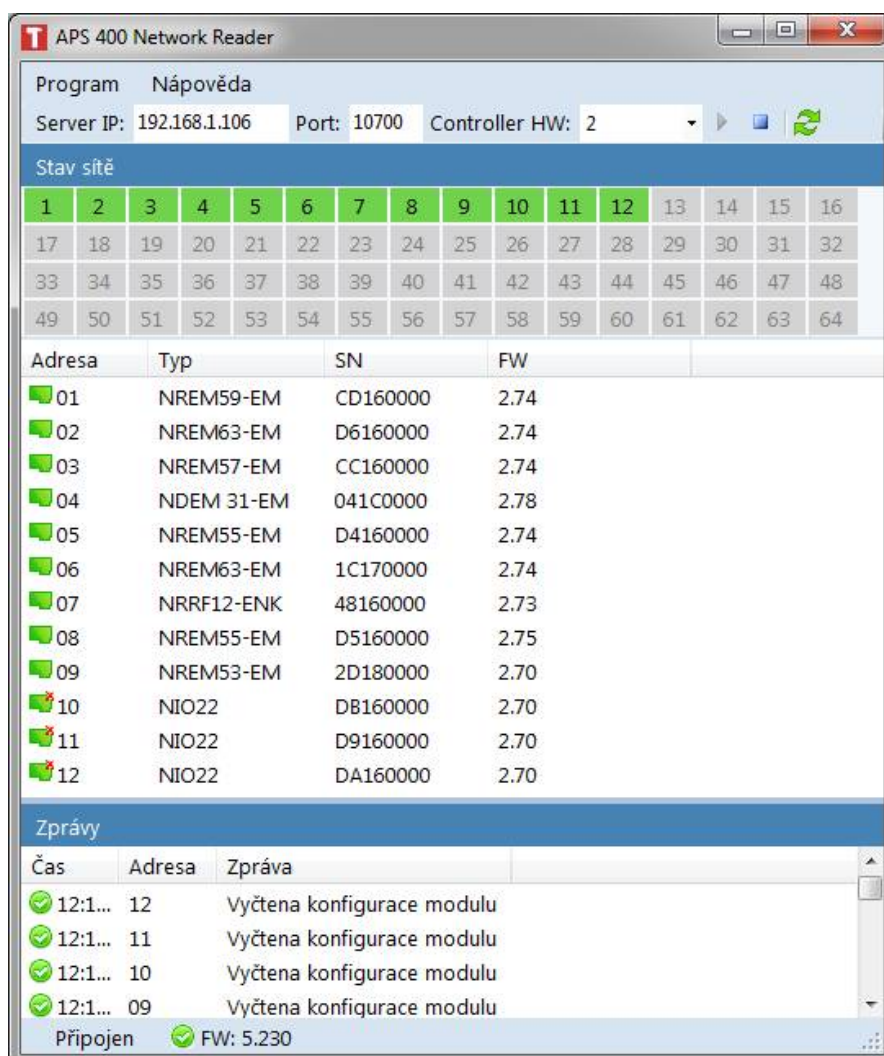 APS 400 Network Reader
Program Nápověda
Server IP: 192.168.1.106 Port: 10700 Controller HW: 2
Stav sítě
1 2 3 4 5 6 7 8 9 10 11 12 13 14 15 16
17 18 19 20 21 22 23 24 25 26 27 28 29 30 31 32
33 34 35 36 37 38 39 40 41 42 43 44 45 46 47 48
49 50 51 52 53 54 55 56 57 58 59 60 61 62 63 64
Adresa Typ SN FW
01 NREM59-EM CD160000 2.74
02 NREM63-EM D6160000 2.74
03 NREM57-EM CC160000 2.74
04 NDEM 31-EM 041C0000 2.78
05 NREM55-EM D4160000 2.74
06 NREM63-EM 1C170000 2.74
07 NRRF12-ENK 48160000 2.73
08 NREM55-EM D5160000 2.75
09 NREM53-EM 2D180000 2.70
10 NIO22 DB160000 2.70
11 NIO22 D9160000 2.70
12 NIO22 DA160000 2.70
Zprávy
Čas Adresa Zpráva
12:1... 12 Vyčtena konfigurace modulu
12:1... 11 Vyčtena konfigurace modulu
12:1... 10 Vyčtena konfigurace modulu
12:1... 09 Vyčtena konfigurace modulu
Připojen FW: 5.230